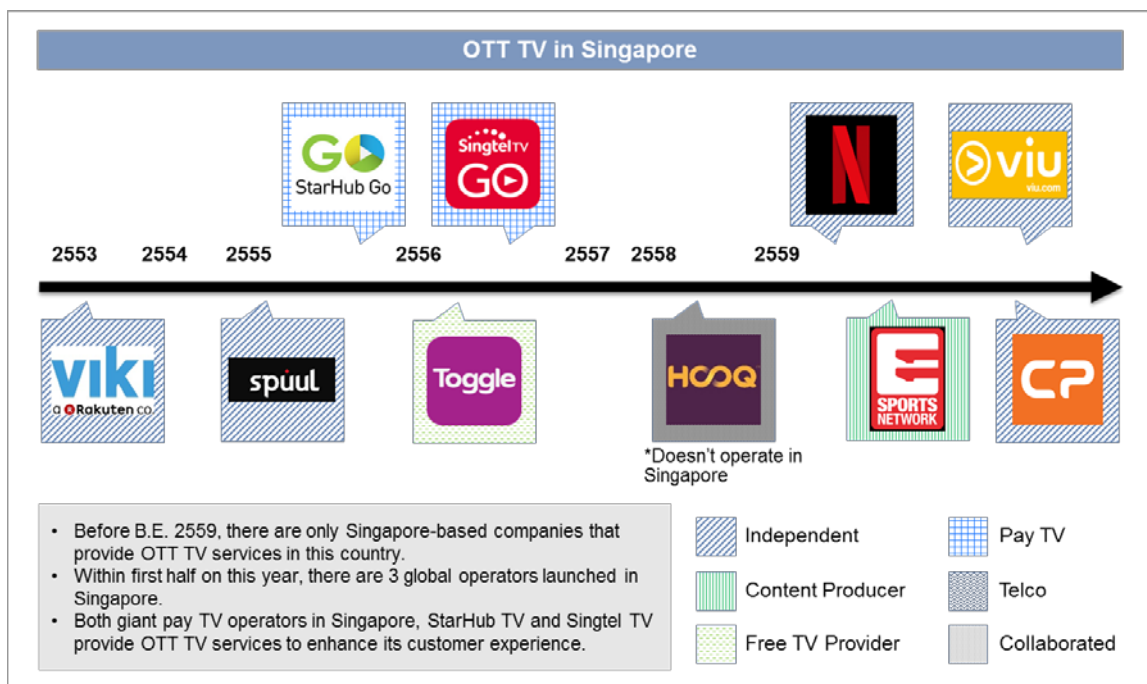 OTT TV in Singapore
GO
StarHub Go
SingtelTV
GO
N
viu
viu.com
2553 2554 2555 2556 2557 2558 2559
viki
a Rakuten co.
spuul
Toggle
HOOQ
E1
SPORTS
NETWORK
CP
*Doesn't operate in
Singapore
• Before B.E. 2559, there are only Singapore-based companies that
provide OTT TV services in this country.
• Within first half on this year, there are 3 global operators launched in
Singapore.
• Both giant pay TV operators in Singapore, StarHub TV and Singtel TV
provide OTT TV services to enhance its customer experience.
Independent
Pay TV
Content Producer
Telco
Free TV Provider
Collaborated